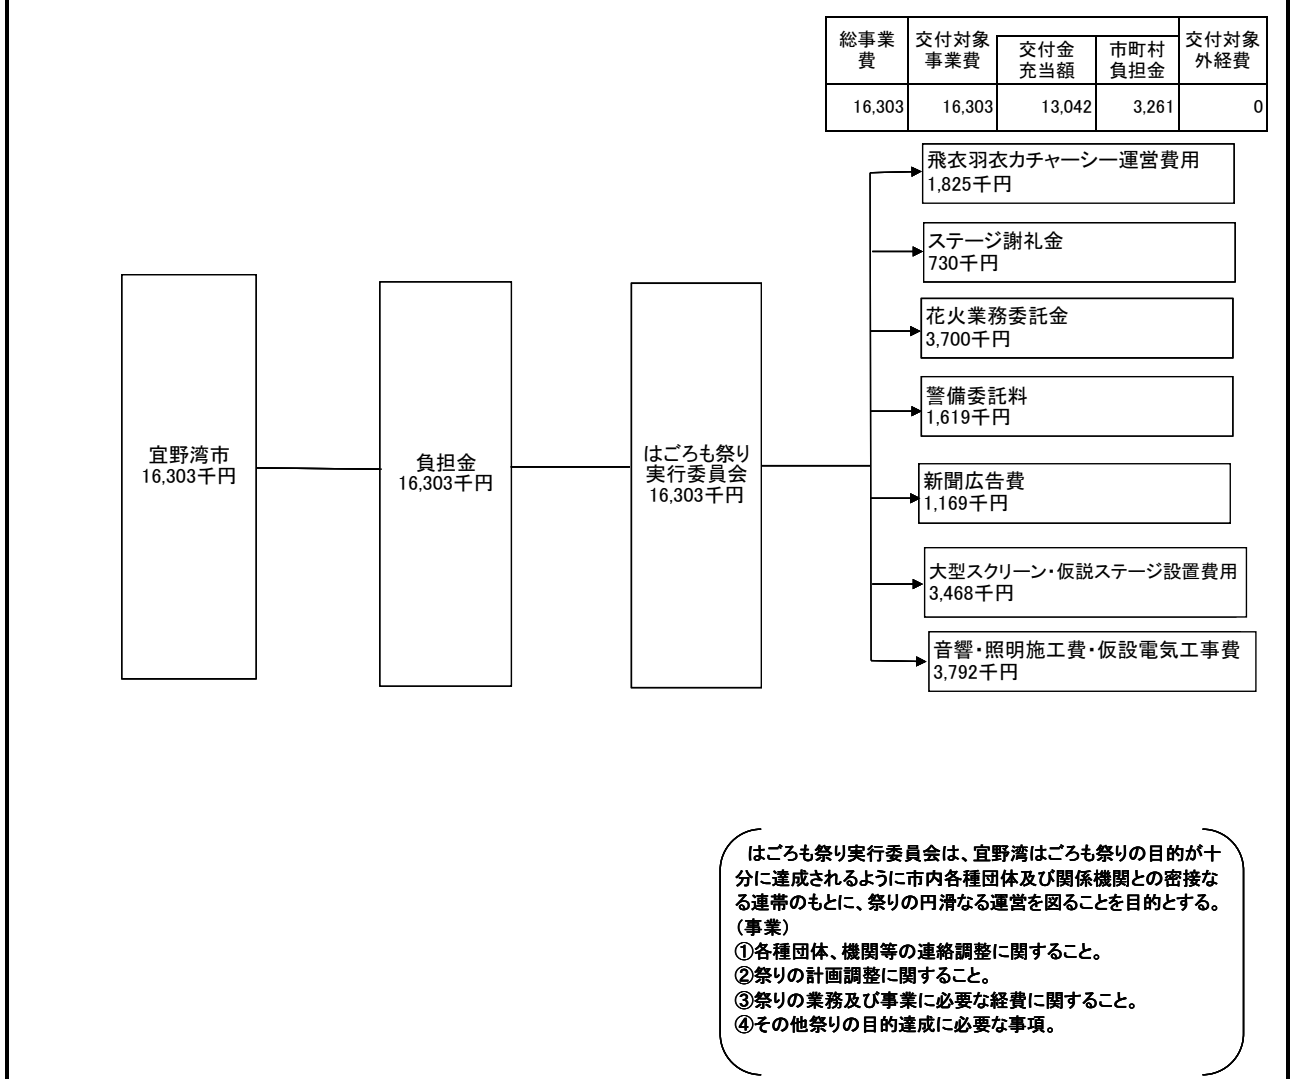 総事業
費
交付対象
事業費
交付金
充当額
市町村
負担金
交付対象
外経費
16,303
16,303
13,042
3,261
0
飛衣羽衣カチャーシー運営費用
1,825千円
ステージ謝礼金
730千円
花火業務委託金
3,700千円
警備委託料
1,619千円
新聞広告費
1,169千円
大型スクリーン・仮説ステージ設置費用
3,468千円
音響・照明施工費・仮設電気工事費
3,792千円
宜野湾市
16,303千円
負担金
16,303千円
はごろも祭り
実行委員会
16,303千円
はごろも祭り実行委員会は、宜野湾はごろも祭りの目的が十
分に達成されるように市内各種団体及び関係機関との密接な
る連帯のもとに、祭りの円滑なる運営を図ることを目的とする。
（事業）
①各種団体、機関等の連絡調整に関すること。
②祭りの計画調整に関すること。
③祭りの業務及び事業に必要な経費に関すること。
④その他祭りの目的達成に必要な事項。